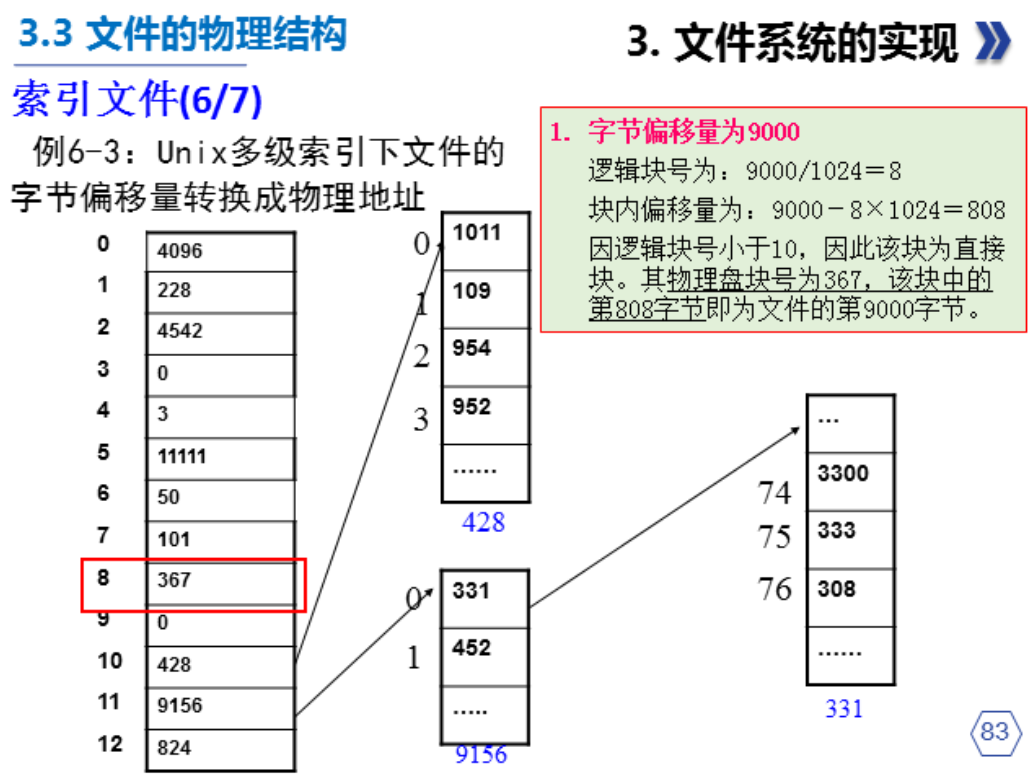 3.3 文件的物理结构
3. 文件系统的实现
索引文件(6/7)
例6-3：Unix多级索引下文件的
字节偏移量转换成物理地址
1. 字节偏移量为9000
逻辑块号为：9000/1024＝8
块内偏移量为：9000－8×1024＝808
因逻辑块号小于10，因此该块为直接
块。其物理盘块号为367，该块中的
第808字节即为文件的第9000字节。
0 4096
1 228
2 4542
3 0
4 3
5 11111
6 50
7 101
8 367
9 0
10 428
11 9156
12 824
0 1011
1 109
2 954
3 952
......
428
0 331
1 452
.....
9156
...
74 3300
75 333
76 308
......
331
83